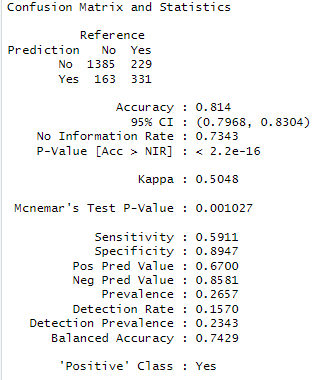 Confusion Matrix and Statistics
Reference
Prediction No Yes
No 1385 229
Yes 163 331
Accuracy : 0.814
95% CI : (0.7968, 0.8304)
No Information Rate : 0.7343
P-Value [Acc > NIR] : < 2.2e-16
Kappa : 0.5048
Mcnemar's Test P-Value : 0.001027
Sensitivity : 0.5911
Specificity : 0.8947
Pos Pred Value : 0.6700
Neg Pred Value : 0.8581
Prevalence : 0.2657
Detection Rate : 0.1570
Detection Prevalence : 0.2343
Balanced Accuracy : 0.7429
'Positive' Class : Yes